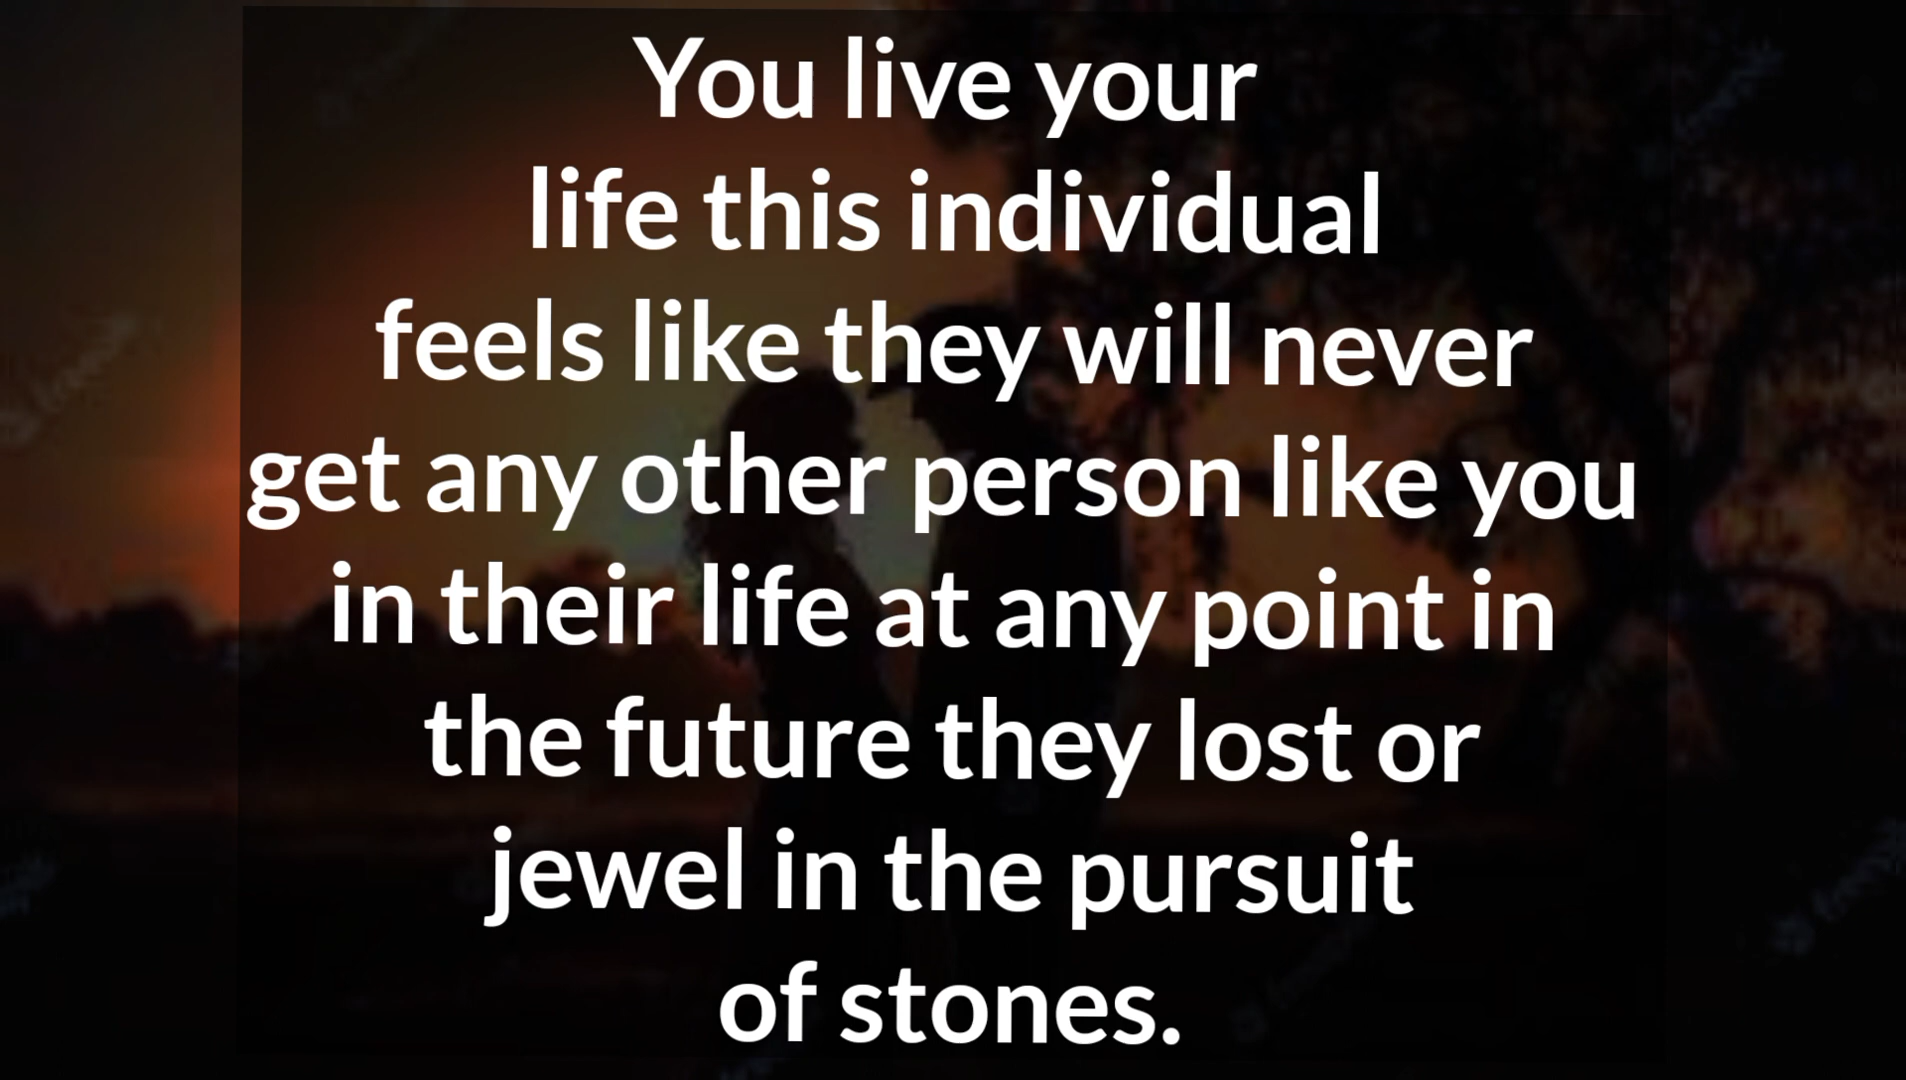 You live your
life this individual
feels like they will never
get any other person like you
in their life at any point in
the future they lost or
jewel in the pursuit
of stones.